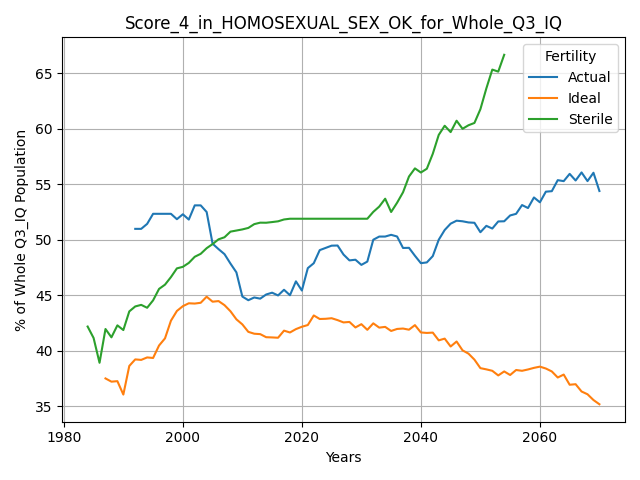 Score_4_in_HOMOSEXUAL_SEX_OK_for_Whole_Q3_IQ
Fertility
Actual
Ideal
Sterile
% of Whole Q3_IQ Population
65
60
55
50
45
40
35
1980
2000
2020
2040
2060
Years